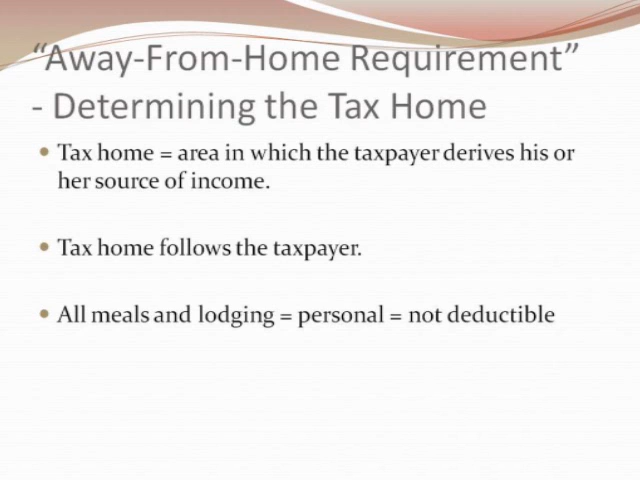 “Away-From-Home Requirement”
- Determining the Tax Home
• Tax home = area in which the taxpayer derives his or
her source of income.
• Tax home follows the taxpayer.
• All meals and lodging = personal = not deductible